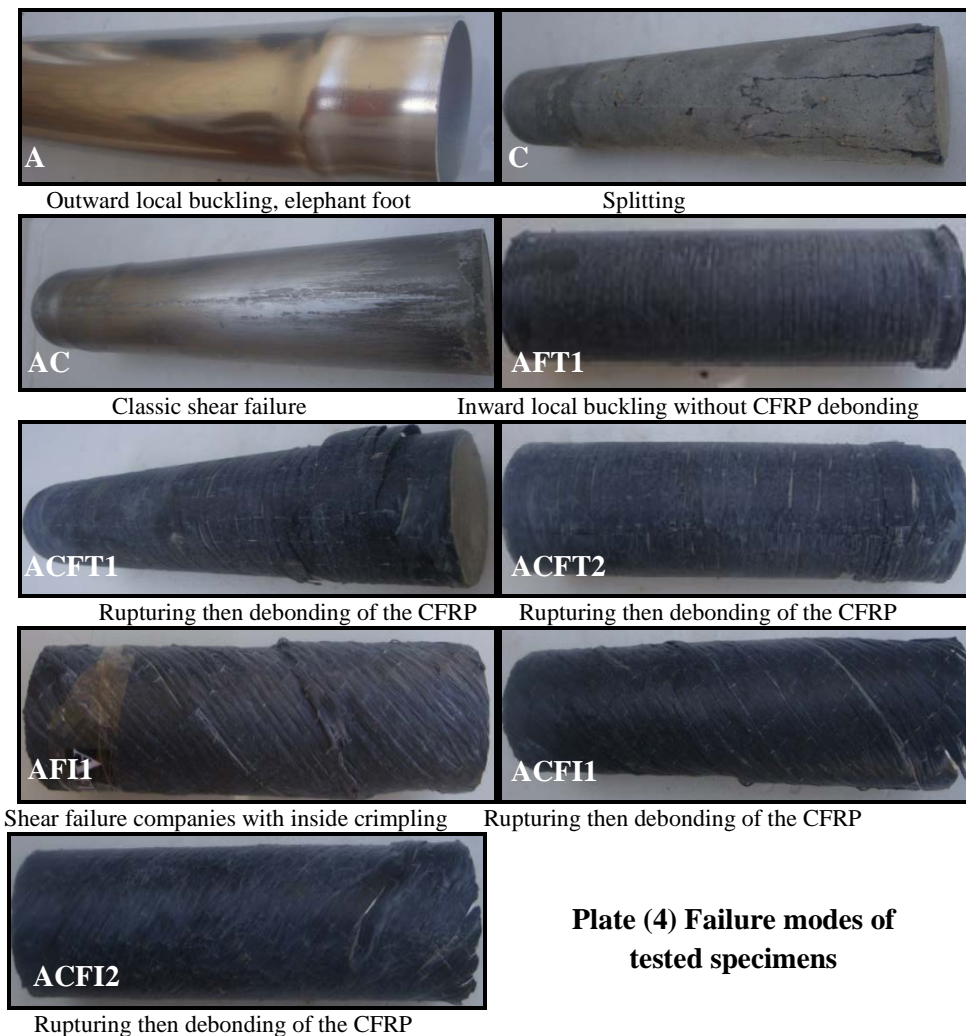 A
C
Outward local buckling, elephant foot
Splitting
AC
AFT1
Classic shear failure
Inward local buckling without CFRP debonding
ACFT1
ACFT2
Rupturing then debonding of the CFRP
Rupturing then debonding of the CFRP
AFI1
ACFI1
Shear failure companies with inside crimpling
Rupturing then debonding of the CFRP
ACFI2
Plate (4) Failure modes of
tested specimens
Rupturing then debonding of the CFRP